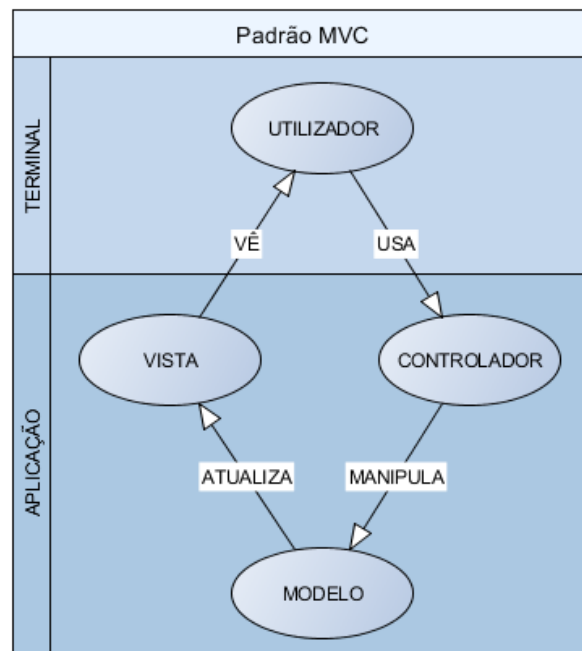 Padrão MVC
TERMINAL
UTILIZADOR
VÊ
USA
APLICAÇÃO
VISTA
CONTROLADOR
ATUALIZA
MANIPULA
MODELO